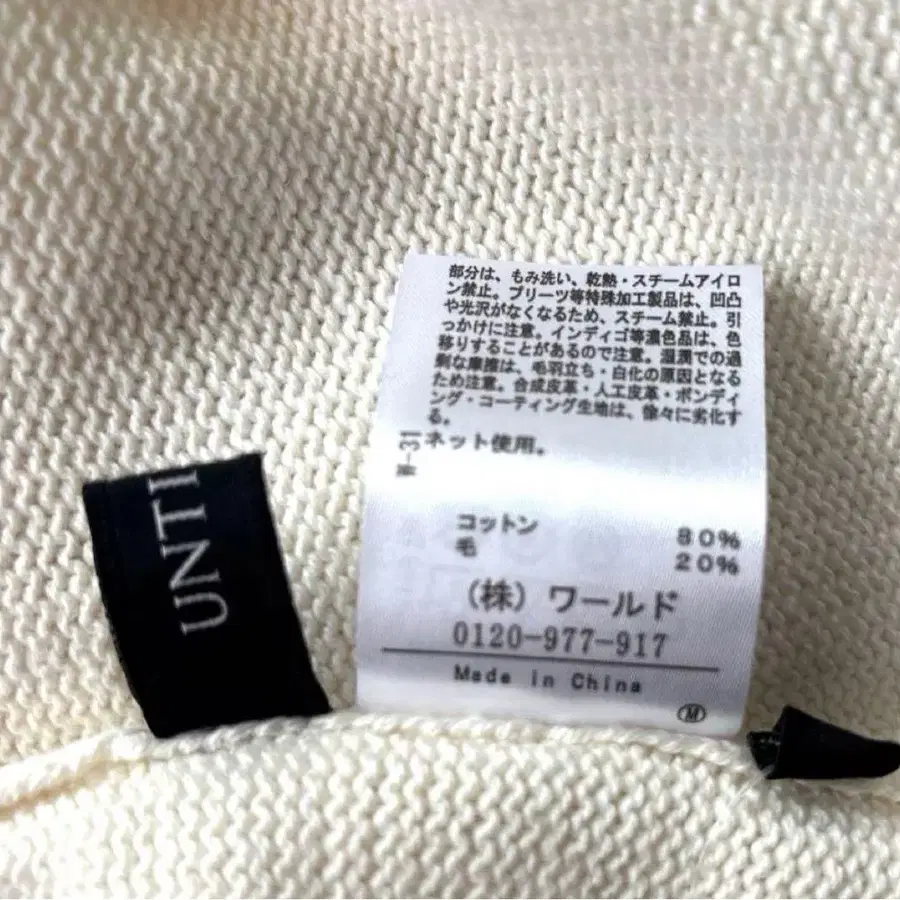 部分は、もみ洗い、乾熱・スチームアイロ
ン禁止。プリーツ等特殊加工製品は、凹凸
や光沢がなくなるため、スチーム禁止。引
っかけに注意。インディゴ等濃色品は、色
移りすることがあるので注意。湿潤での過
剰な摩擦は、毛羽立ち・白化の原因となる
ため注意。合成皮革・人工皮革・ボンディ
ング・コーティング生地は、徐々に劣化す
る。
ネット使用。
W-31
コットン 80%
毛 20%
(株)ワールド
0120-977-917
Made in China
M
UNTI